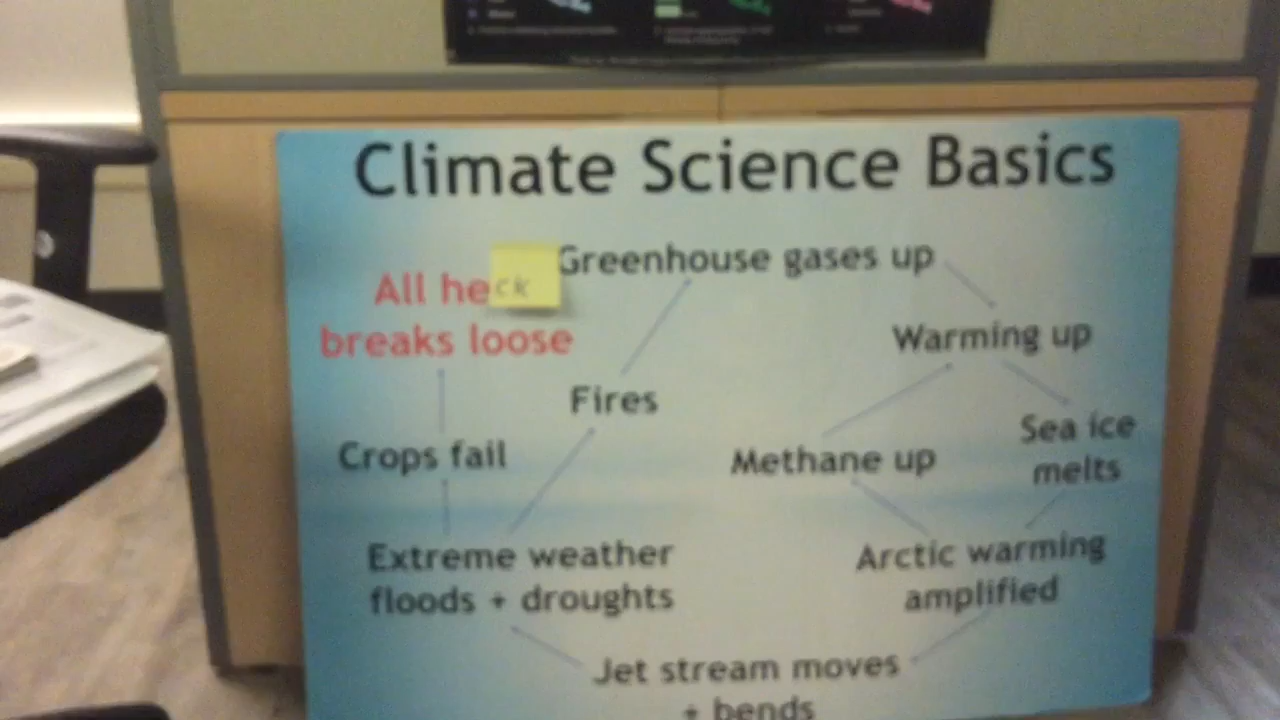 Climate Science Basics
Greenhouse gases up
All heck
breaks loose
Warming up
Fires
Sea ice
melts
Crops fail
Methane up
Extreme weather
floods + droughts
Arctic warming
amplified
Jet stream moves
+ bends